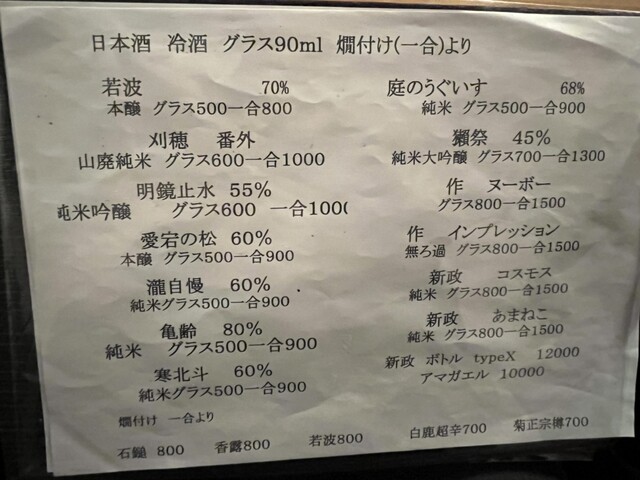 日本酒 冷酒 グラス90ml 燗付け(一合)より
若波 70%
本醸 グラス500一合800
刈穂 番外
山廃純米 グラス600一合1000
明鏡止水 55%
純米吟醸 グラス600 一合1000
愛宕の松 60%
本醸 グラス500一合900
瀧自慢 60%
純米グラス500一合900
亀齢 80%
純米 グラス500一合900
寒北斗 60%
純米グラス500一合900
庭のうぐいす 68%
純米 グラス500一合900
獺祭 45%
純米大吟醸 グラス700一合1300
作 ヌーボー
グラス800一合1500
作 インプレッション
無ろ過 グラス800一合1500
新政 コスモス
純米 グラス800一合1500
新政 あまねこ
純米 グラス800一合1500
新政 ボトル typeX 12000
アマガエル 10000
燗付け 一合より
石鎚 800 香露800 若波800 白鹿超辛700 菊正宗樽700